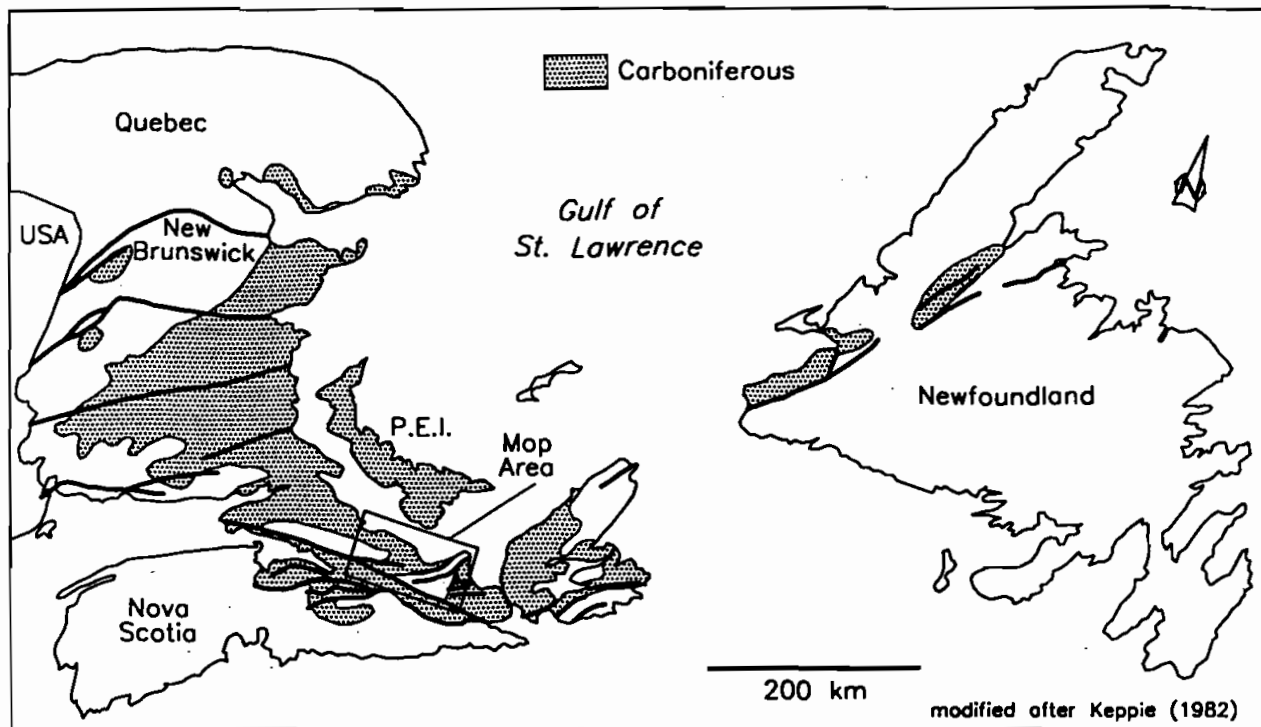 Carboniferous
Quebec
USA
New
Brunswick
Gulf of
St. Lawrence
N
P.E.I.
Mop
Area
Newfoundland
Nova
Scotia
200 km
modified after Keppie (1982)